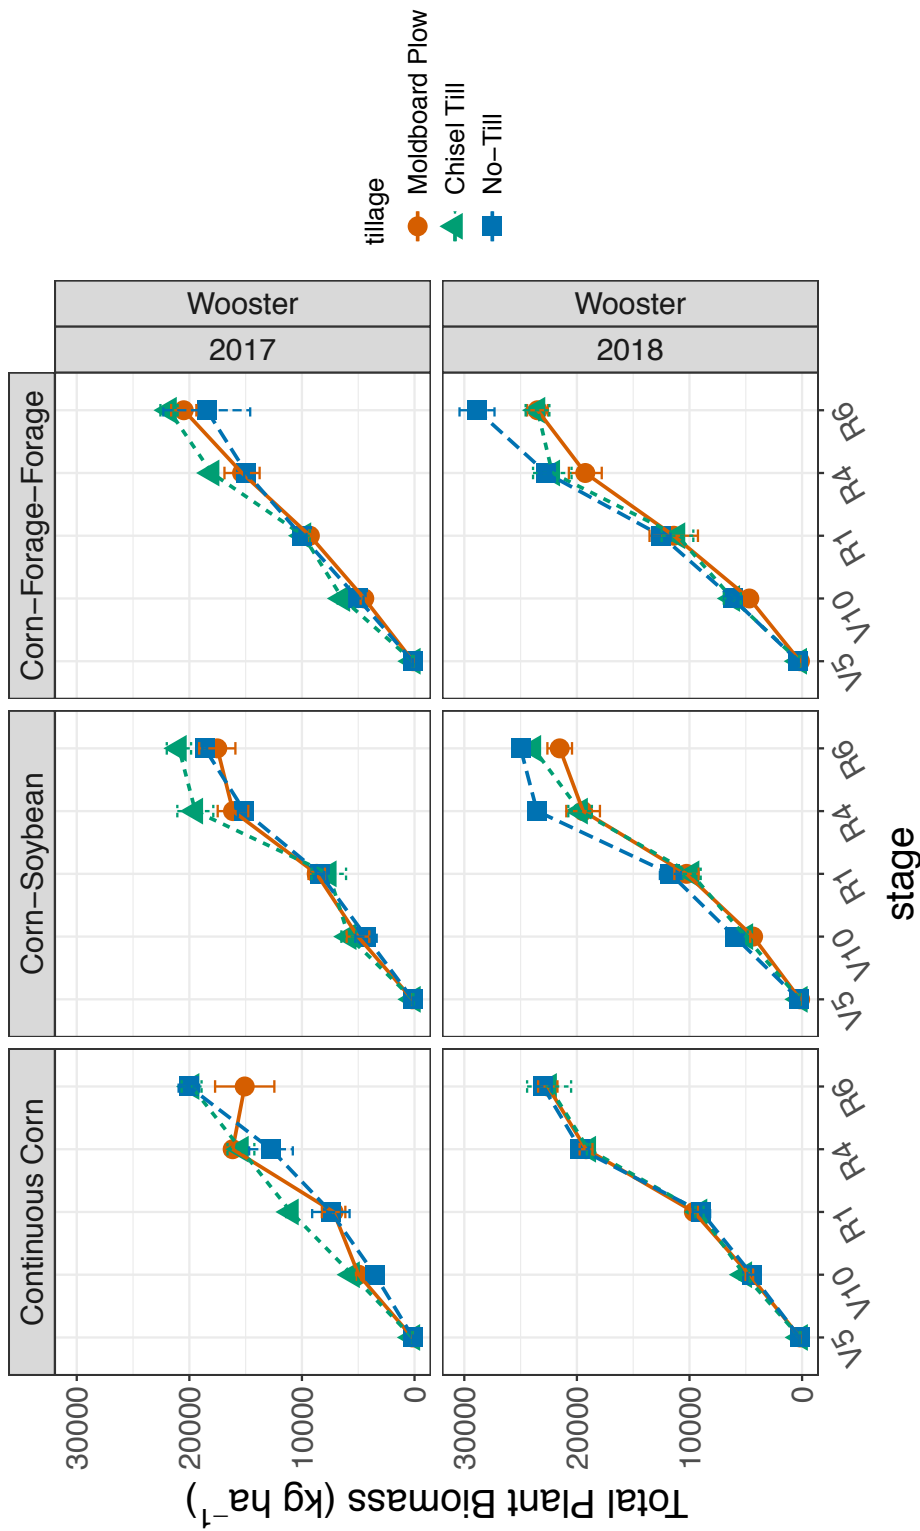 Continuous Corn
Corn−Soybean
Corn−Forage−Forage
2017
Wooster
2018
Wooster
30000
20000
10000
0
30000
20000
10000
0
V5
V10
R1
R4
R6
V5
V10
R1
R4
R6
V5
V10
R1
R4
R6
stage
Total Plant Biomass (kg ha⁻¹)
tillage
Moldboard Plow
Chisel Till
No−Till